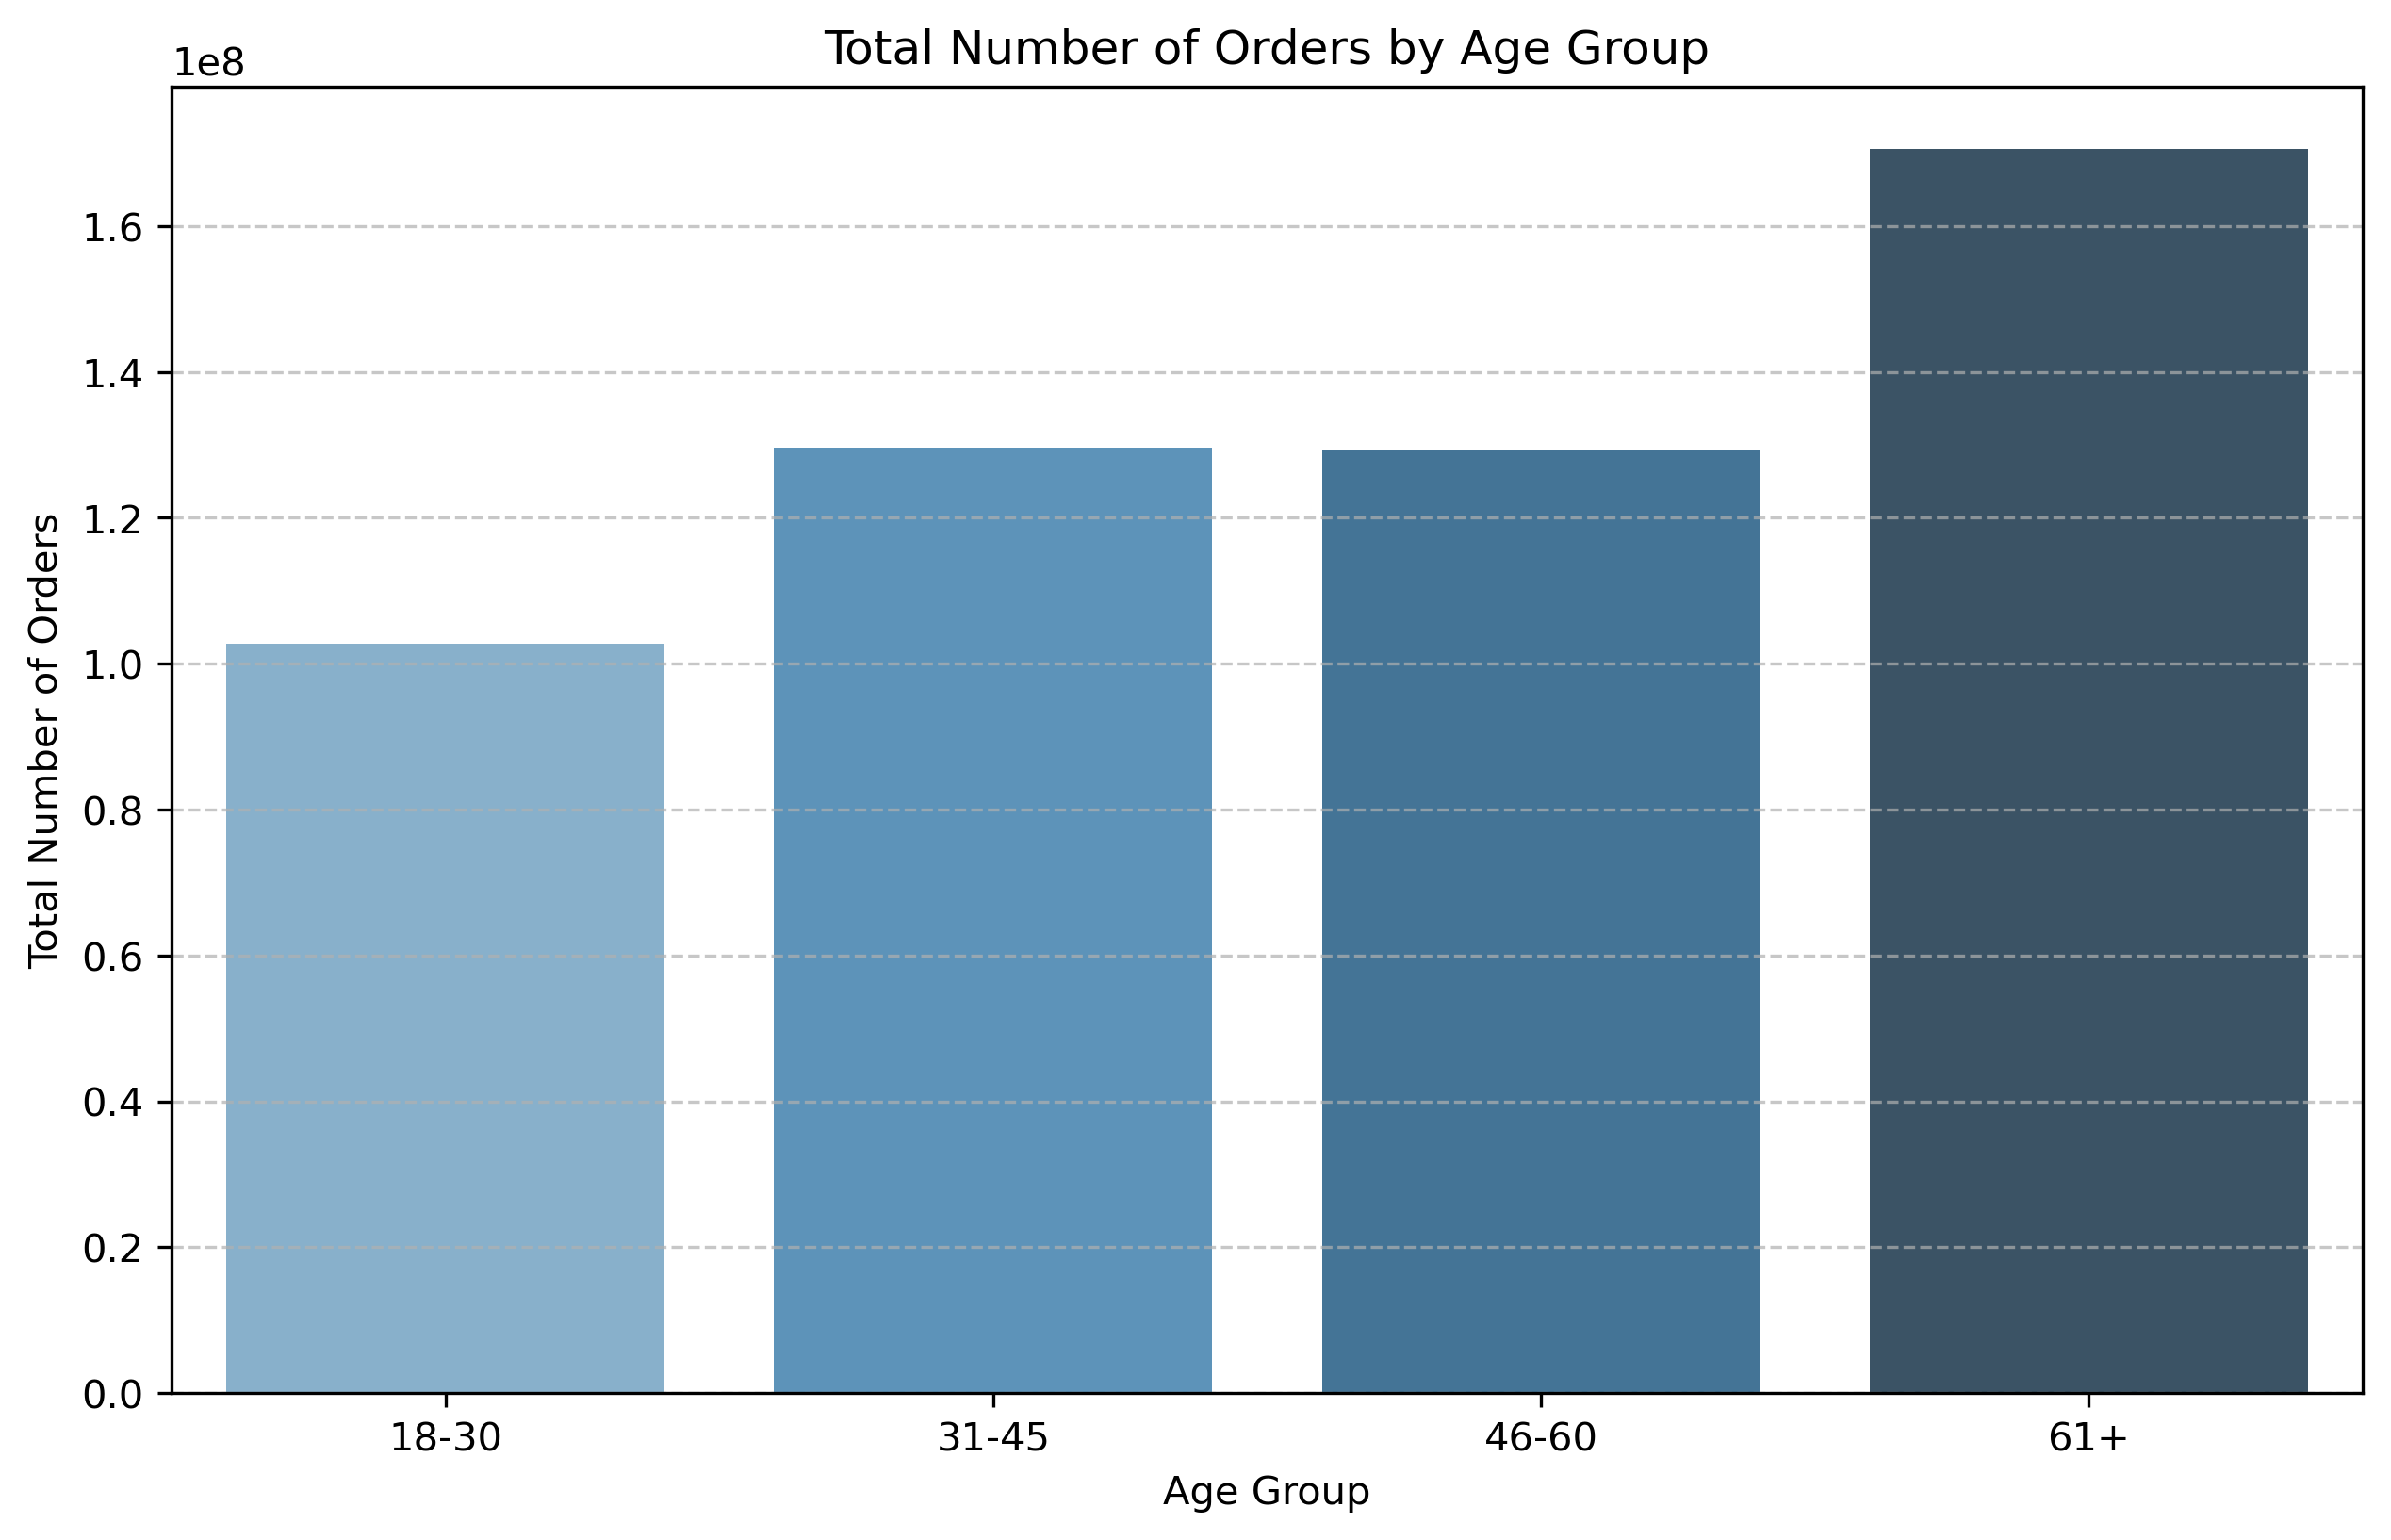 Total Number of Orders by Age Group
1e8
Total Number of Orders
1.6
1.4
1.2
1.0
0.8
0.6
0.4
0.2
0.0
18-30 31-45 46-60 61+
Age Group